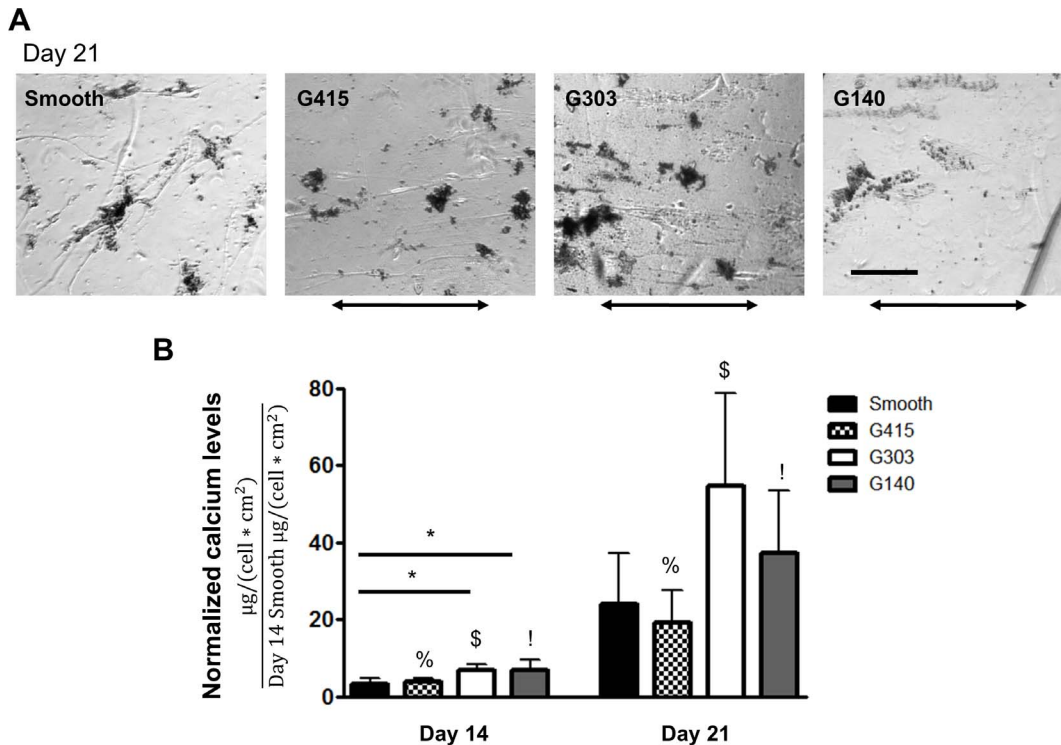 A
Day 21
Smooth
G415
G303
G140
B
Normalized calcium levels
μg/(cell ∗ cm²)
Day 14 Smooth μg/(cell ∗ cm²)
80
60
40
20
0
*
*
%
$
!
%
$
!
Day 14
Day 21
Smooth
G415
G303
G140